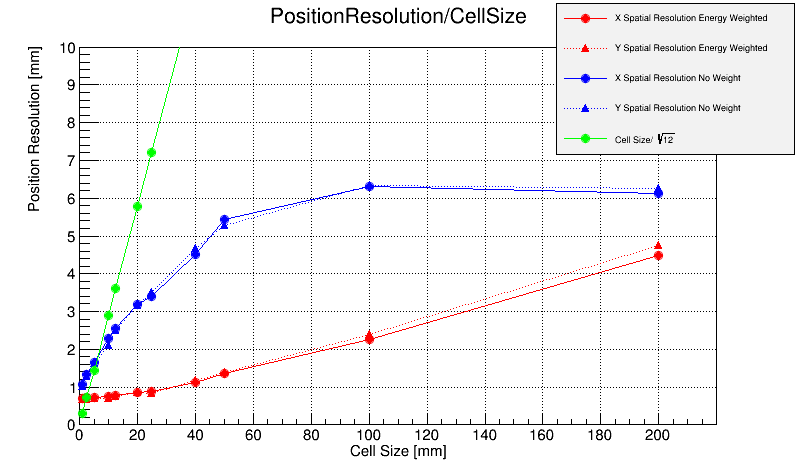 PositionResolution/CellSize
X Spatial Resolution Energy Weighted
Y Spatial Resolution Energy Weighted
X Spatial Resolution No Weight
Y Spatial Resolution No Weight
Cell Size/ √12
Position Resolution [mm]
10
9
8
7
6
5
4
3
2
1
0
0 20 40 60 80 100 120 140 160 180 200
Cell Size [mm]